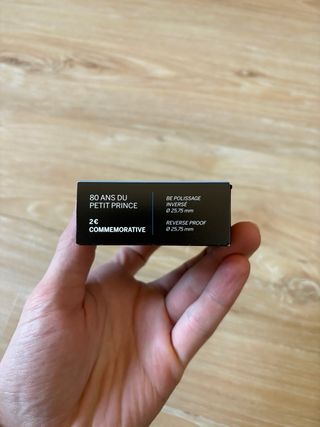 80 ANS DU
PETIT PRINCE
2 €
COMMEMORATIVE
BE POLISSAGE
INVERSÉ
Ø 25,75 mm
REVERSE PROOF
Ø 25,75 mm